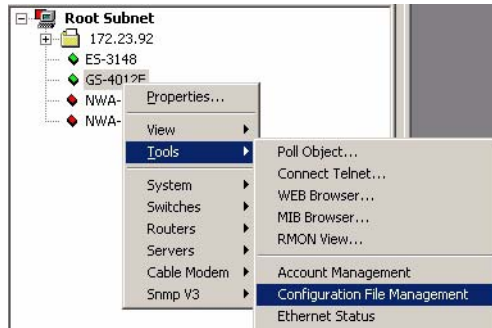 Root Subnet
172.23.92
ES-3148
GS-4012F
NWA-
NWA-
Properties...
View
Tools
System
Switches
Routers
Servers
Cable Modem
Snmp V3
Poll Object...
Connect Telnet...
WEB Browser...
MIB Browser...
RMON View...
Account Management
Configuration File Management
Ethernet Status